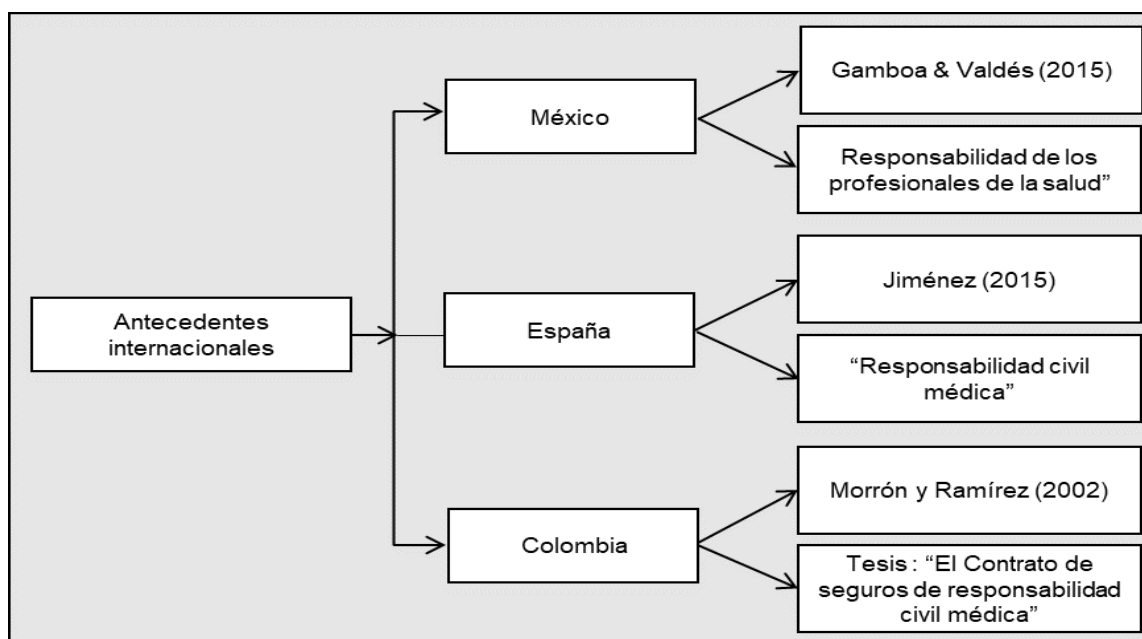 Antecedentes
internacionales
México
Gamboa & Valdés (2015)
Responsabilidad de los
profesionales de la salud”
España
Jiménez (2015)
“Responsabilidad civil
médica”
Colombia
Morrón y Ramírez (2002)
Tesis : “El Contrato de
seguros de responsabilidad
civil médica”